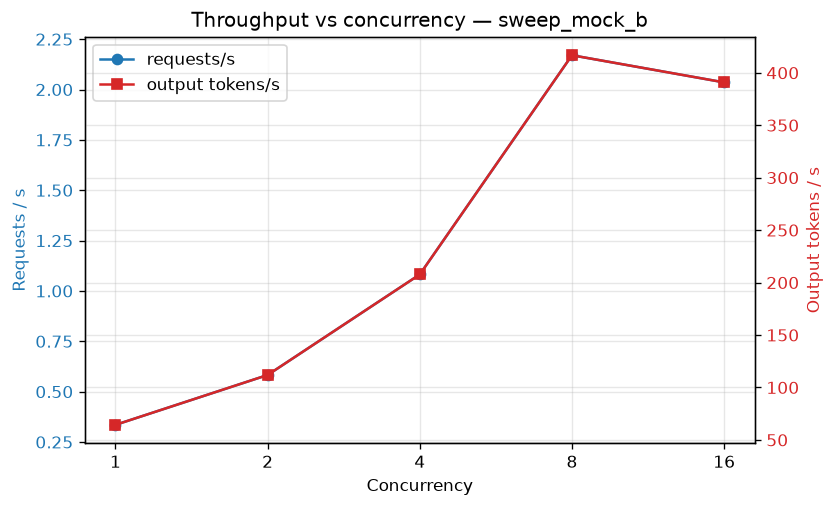 Throughput vs concurrency — sweep_mock_b
requests/s
output tokens/s
2.25
2.00
1.75
1.50
1.25
1.00
0.75
0.50
0.25
Requests / s
400
350
300
250
200
150
100
50
Output tokens / s
1 2 4 8 16
Concurrency